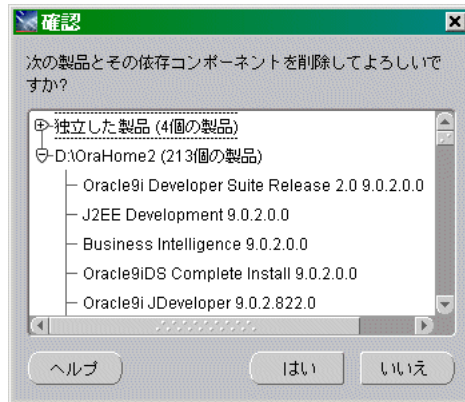 確認
次の製品とその依存コンポーネントを削除してよろしいで
すか?
独立した製品 (4個の製品)
D:\OraHome2 (213個の製品)
Oracle9i Developer Suite Release 2.0 9.0.2.0.0
J2EE Development 9.0.2.0.0
Business Intelligence 9.0.2.0.0
Oracle9iDS Complete Install 9.0.2.0.0
Oracle9i JDeveloper 9.0.2.822.0
ヘルプ はい いいえ